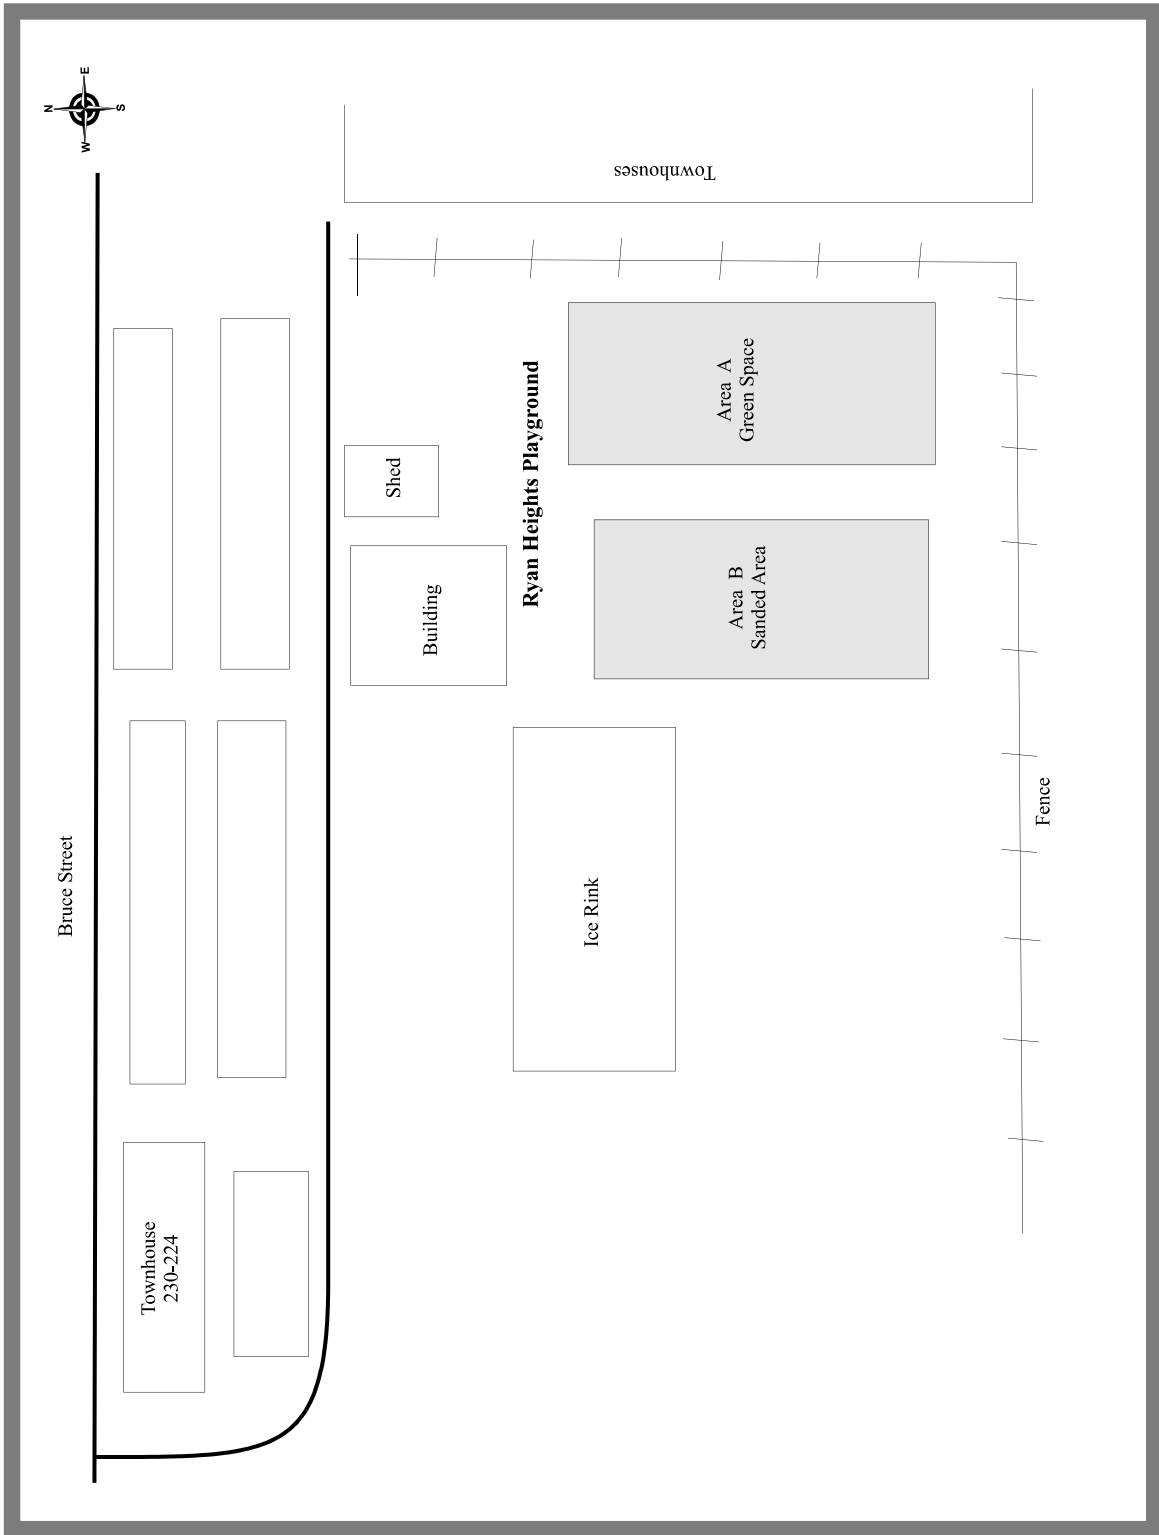 N
E
S
W
Bruce Street
Townhouses
Shed
Building
Ryan Heights Playground
Area A
Green Space
Area B
Sanded Area
Ice Rink
Fence
Townhouse
230-224